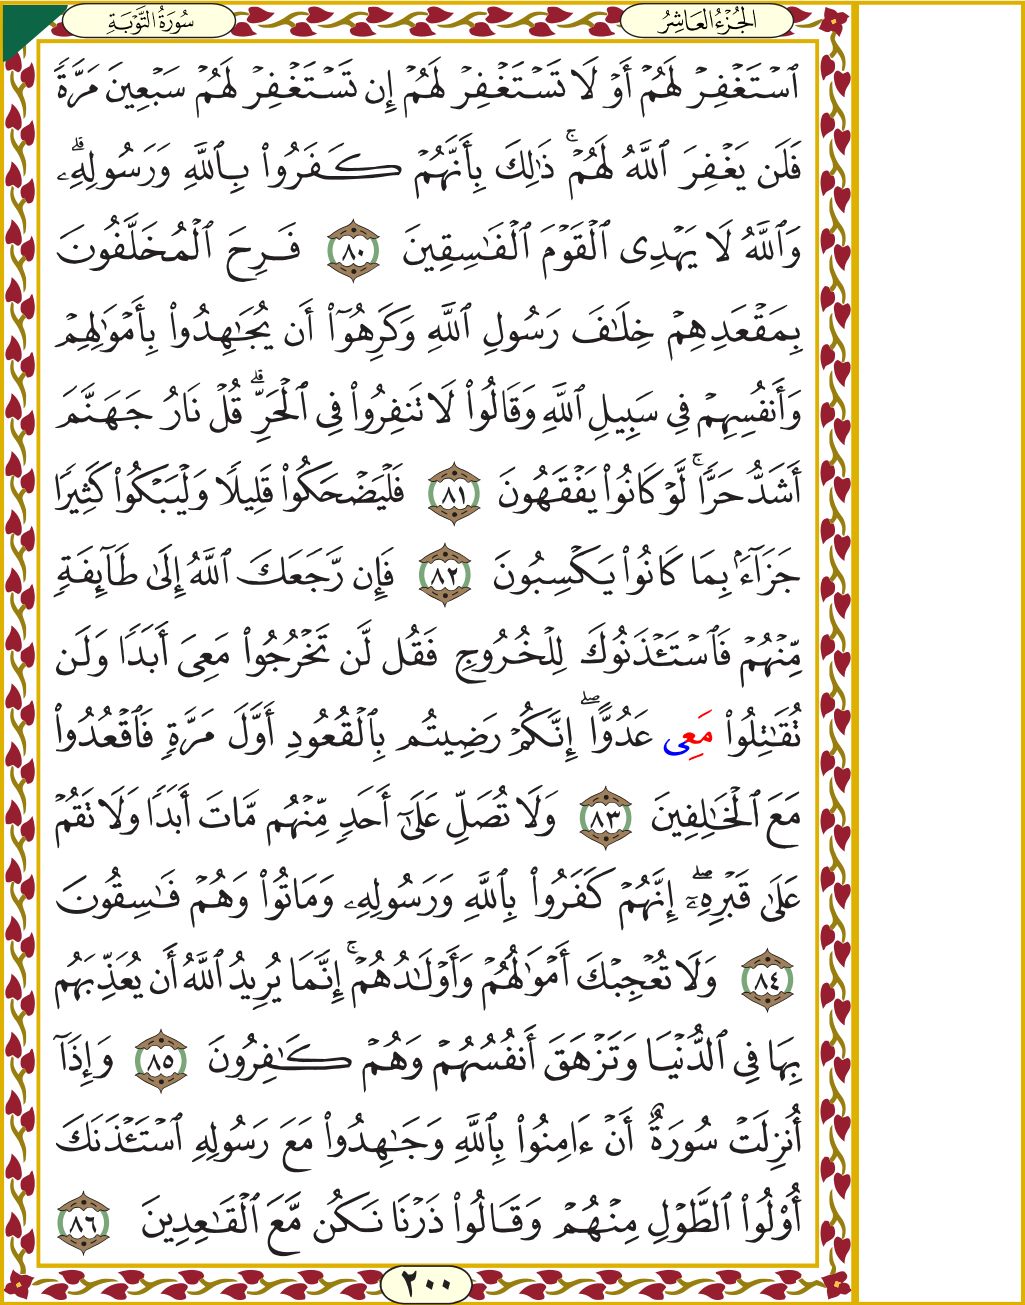 سُورَةُ التَّوْبَةِ
الجُزْءُ العَاشِرُ
ٱسۡتَغۡفِرۡ لَهُمۡ أَوۡ لَا تَسۡتَغۡفِرۡ لَهُمۡ إِن تَسۡتَغۡفِرۡ لَهُمۡ سَبۡعِينَ مَرَّةٗ
فَلَن يَغۡفِرَ ٱللَّهُ لَهُمۡۚ ذَٰلِكَ بِأَنَّهُمۡ كَفَرُواْ بِٱللَّهِ وَرَسُولِهِۦۗ
وَٱللَّهُ لَا يَهۡدِى ٱلۡقَوۡمَ ٱلۡفَٰسِقِينَ ٨٠ فَرِحَ ٱلۡمُخَلَّفُونَ
بِمَقۡعَدِهِمۡ خِلَٰفَ رَسُولِ ٱللَّهِ وَكَرِهُوٓاْ أَن يُجَٰهِدُواْ بِأَمۡوَٰلِهِمۡ
وَأَنفُسِهِمۡ فِى سَبِيلِ ٱللَّهِ وَقَالُواْ لَا تَنفِرُواْ فِى ٱلۡحَرِّۗ قُلۡ نَارُ جَهَنَّمَ
أَشَدُّ حَرّٗاۚ لَّوۡ كَانُواْ يَفۡقَهُونَ ٨١ فَلۡيَضۡحَكُواْ قَلِيلٗا وَلۡيَبۡكُواْ كَثِيرٗا
جَزَآءَۢ بِمَا كَانُواْ يَكۡسِبُونَ ٨٢ فَإِن رَّجَعَكَ ٱللَّهُ إِلَىٰ طَآئِفَةٖ
مِّنۡهُمۡ فَٱسۡتَـٔۡذَنُوكَ لِلۡخُرُوجِ فَقُل لَّن تَخۡرُجُواْ مَعِىَ أَبَدٗا وَلَن
تُقَٰتِلُواْ مَعِى عَدُوًّاۖ إِنَّكُمۡ رَضِيتُم بِٱلۡقُعُودِ أَوَّلَ مَرَّةٖ فَٱقۡعُدُواْ
مَعَ ٱلۡخَٰلِفِينَ ٨٣ وَلَا تُصَلِّ عَلَىٰٓ أَحَدٖ مِّنۡهُم مَّاتَ أَبَدٗا وَلَا تَقُمۡ
عَلَىٰ قَبۡرِهِۦٓۖ إِنَّهُمۡ كَفَرُواْ بِٱللَّهِ وَرَسُولِهِۦ وَمَاتُواْ وَهُمۡ فَٰسِقُونَ
٨٤ وَلَا تُعۡجِبۡكَ أَمۡوَٰلُهُمۡ وَأَوۡلَٰدُهُمۡۚ إِنَّمَا يُرِيدُ ٱللَّهُ أَن يُعَذِّبَهُم
بِهَا فِى ٱلدُّنۡيَا وَتَزۡهَقَ أَنفُسُهُمۡ وَهُمۡ كَٰفِرُونَ ٨٥ وَإِذَآ
أُنزِلَتۡ سُورَةٌ أَنۡ ءَامِنُواْ بِٱللَّهِ وَجَٰهِدُواْ مَعَ رَسُولِهِ ٱسۡتَـٔۡذَنَكَ
أُوْلُواْ ٱلطَّوۡلِ مِنۡهُمۡ وَقَالُواْ ذَرۡنَا نَكُن مَّعَ ٱلۡقَٰعِدِينَ ٨٦
٢٠٠